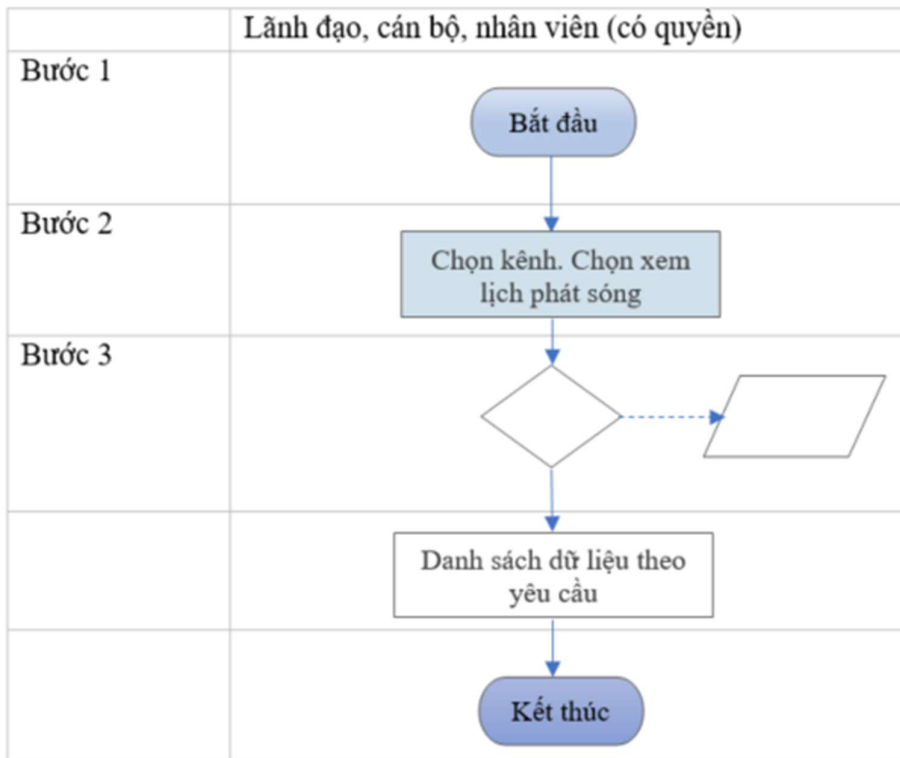 Lãnh đạo, cán bộ, nhân viên (có quyền)
Bước 1
Bắt đầu
Bước 2
Chọn kênh. Chọn xem
lịch phát sóng
Bước 3
Danh sách dữ liệu theo
yêu cầu
Kết thúc